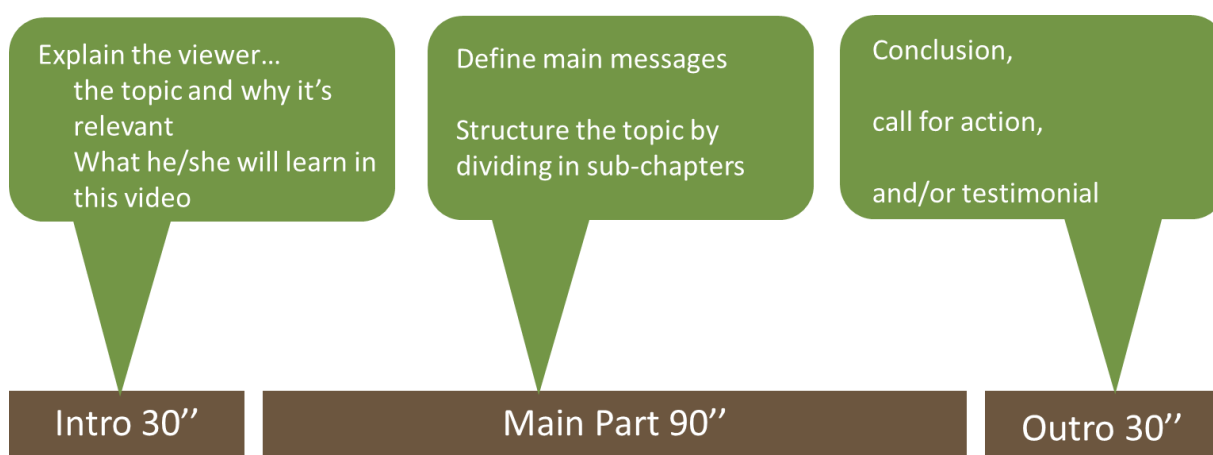 Explain the viewer…
the topic and why it’s
relevant
What he/she will learn in
this video
Define main messages
Structure the topic by
dividing in sub-chapters
Conclusion,
call for action,
and/or testimonial
Intro 30’’
Main Part 90’’
Outro 30’’